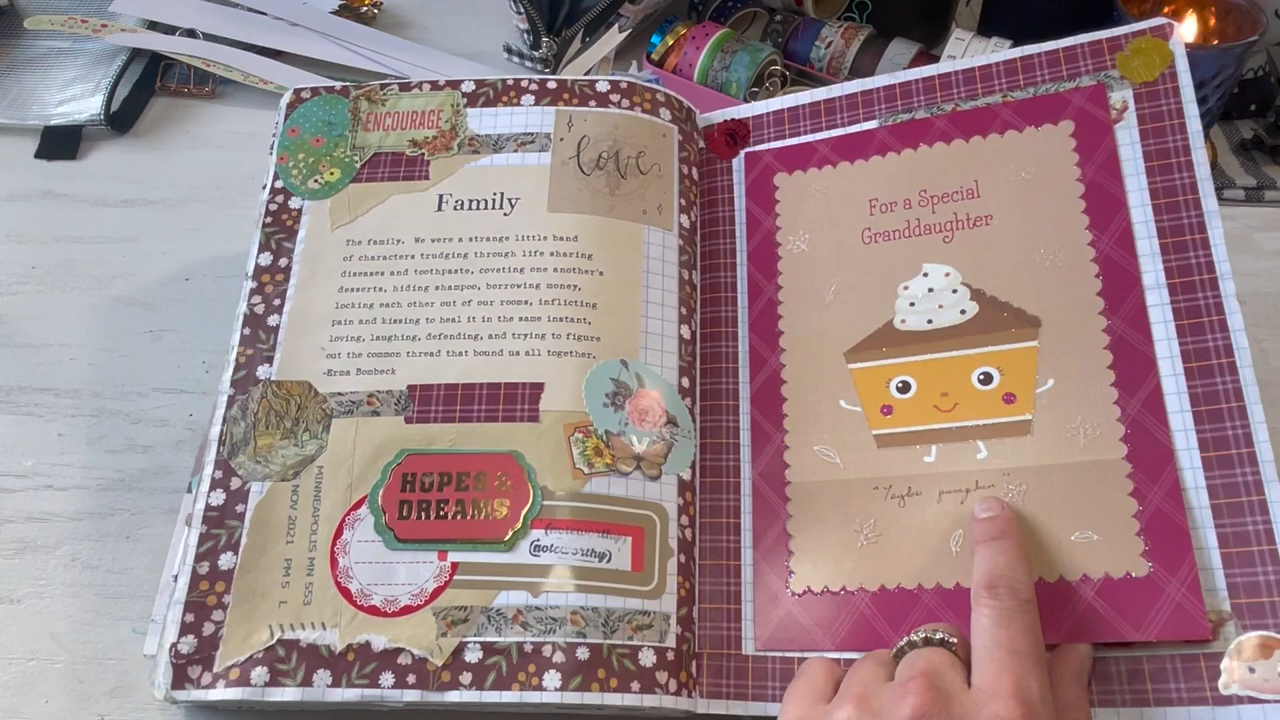 ENCOURAGE
love
Family
The family. We were a strange little band
of characters trudging through life sharing
diseases and toothpaste, coveting one another's
desserts, hiding shampoo, borrowing money,
locking each other out of our rooms, inflicting
pain and kissing to heal it in the same instant,
loving, laughing, defending, and trying to figure
out the common thread that bound us all together.
-Erma Bombeck
HOPES &
DREAMS
(noteworthy)
(noteworthy)
MINNEAPOLIS MN 553
NOV 2021 PM 5 L
For a Special
Granddaughter
"Taylor pumpkin"